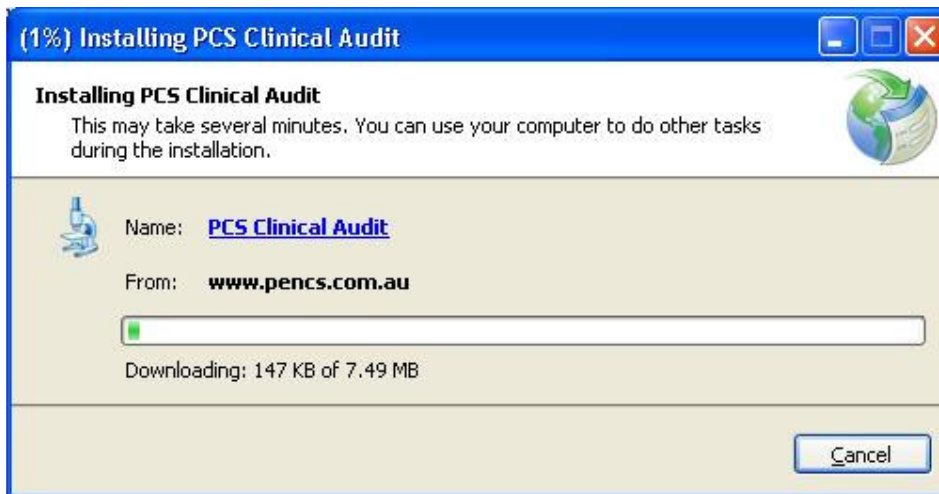 (1%) Installing PCS Clinical Audit
Installing PCS Clinical Audit
This may take several minutes. You can use your computer to do other tasks
during the installation.
Name: PCS Clinical Audit
From: www.pencs.com.au
Downloading: 147 KB of 7.49 MB
Cancel